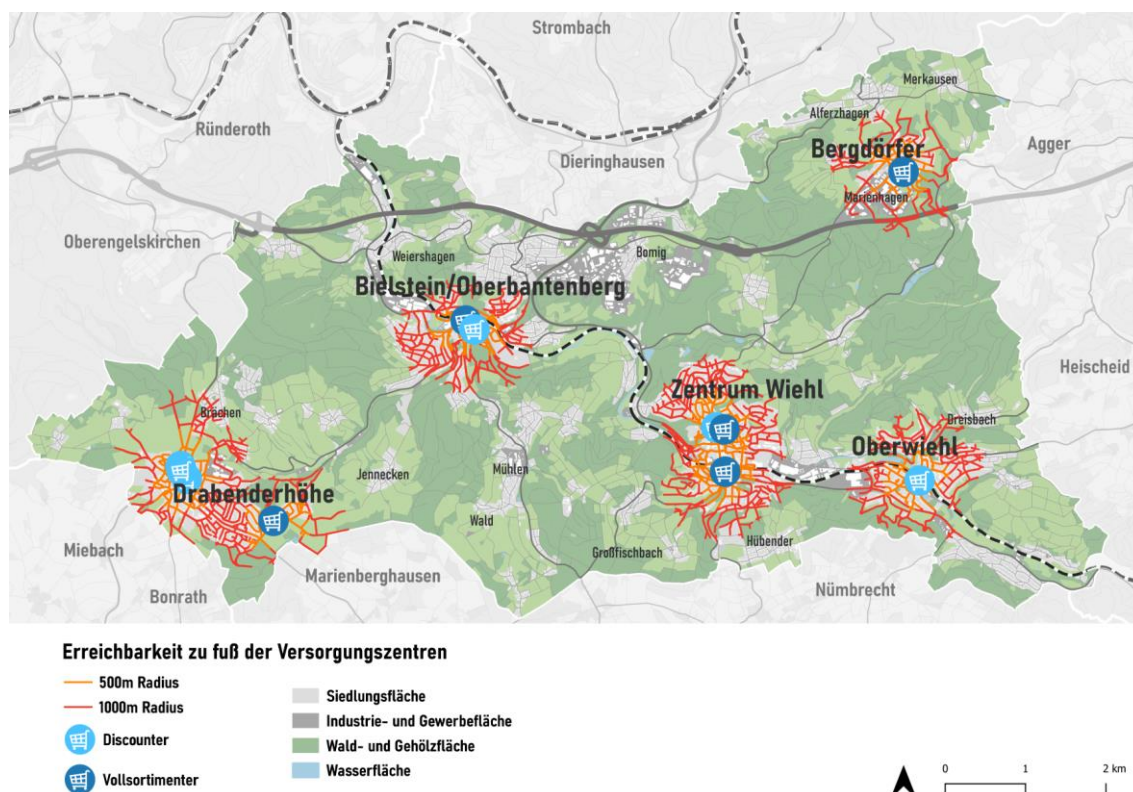 Strombach
Merkausen
Alferzhagen
Ründeroth
Agger
Bergdörfer
Dieringhausen
Marienhagen
Oberengelskirchen
Weiershagen
Bomig
Bielstein/Oberbantenberg
Heischeid
Zentrum Wiehl
Brächen
Dreisbach
Oberwiehl
Jennecken
Mühlen
Drabenderhöhe
Wald
Hübender
Miebach
Großfischbach
Marienberghausen
Nümbrecht
Bonrath
Erreichbarkeit zu fuß der Versorgungszentren
500m Radius
1000m Radius
Discounter
Vollsortimenter
Siedlungsfläche
Industrie- und Gewerbefläche
Wald- und Gehölzfläche
Wasserfläche
0 1 2 km